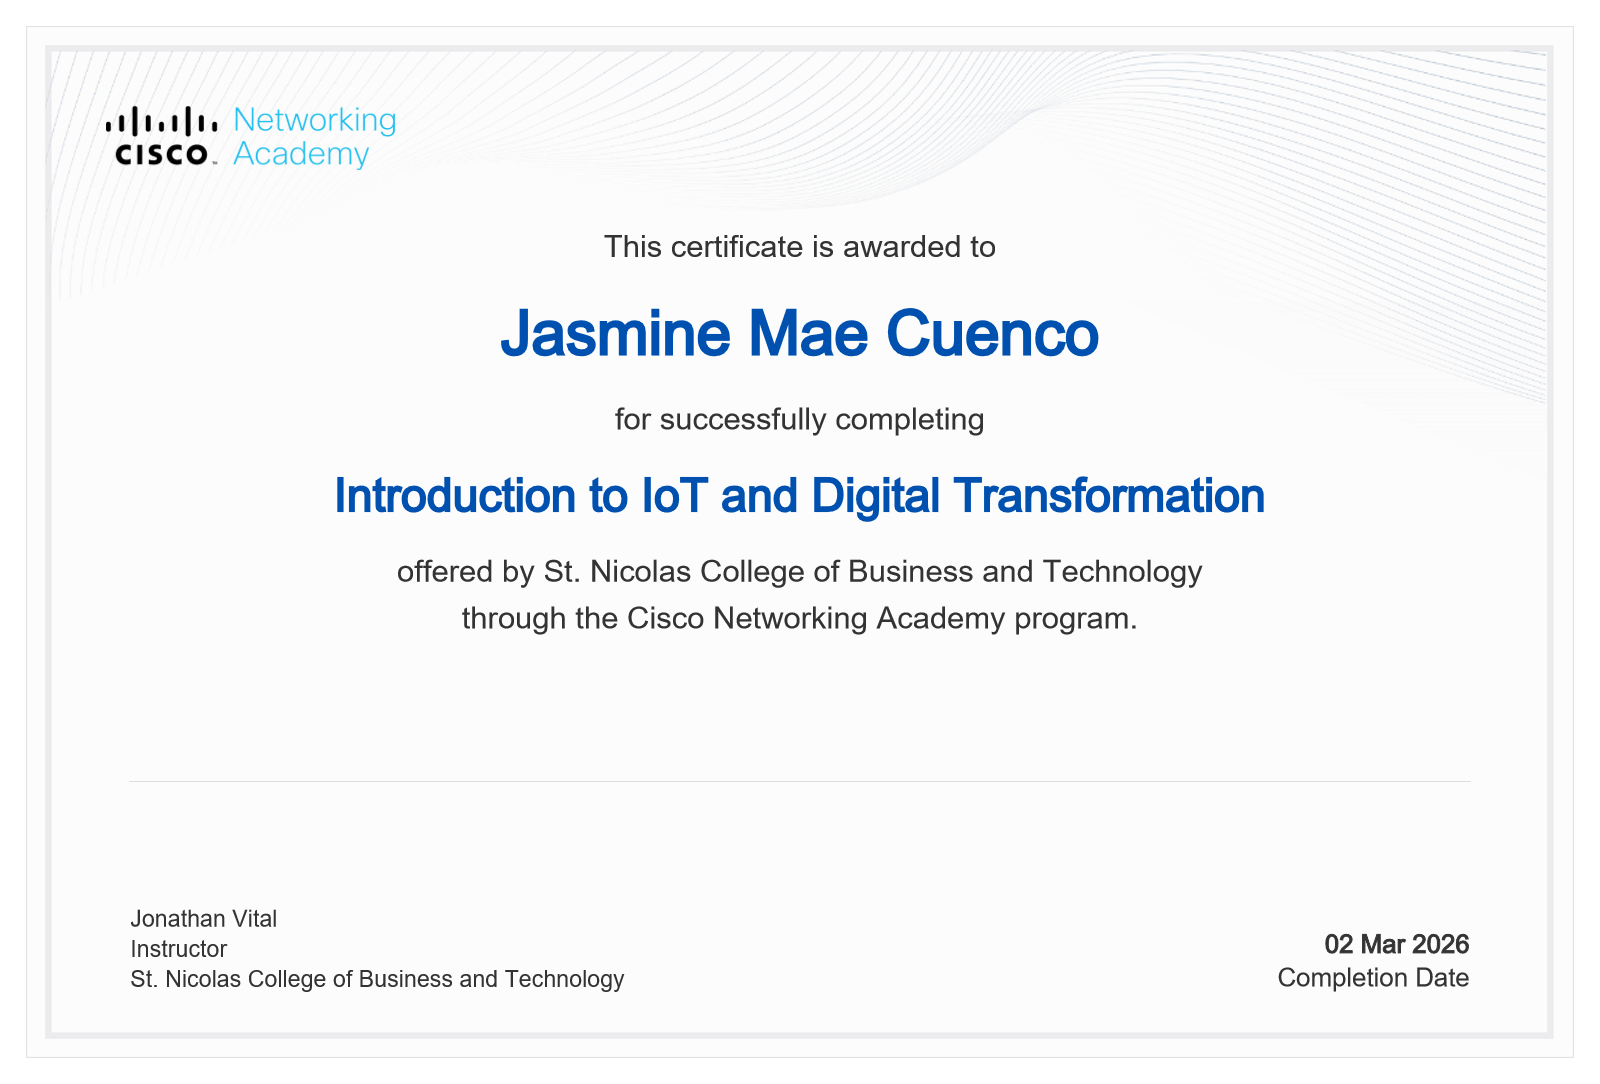 CISCO™ Networking Academy
This certificate is awarded to
Jasmine Mae Cuenco
for successfully completing
Introduction to IoT and Digital Transformation
offered by St. Nicolas College of Business and Technology
through the Cisco Networking Academy program.
Jonathan Vital
Instructor
St. Nicolas College of Business and Technology
02 Mar 2026
Completion Date